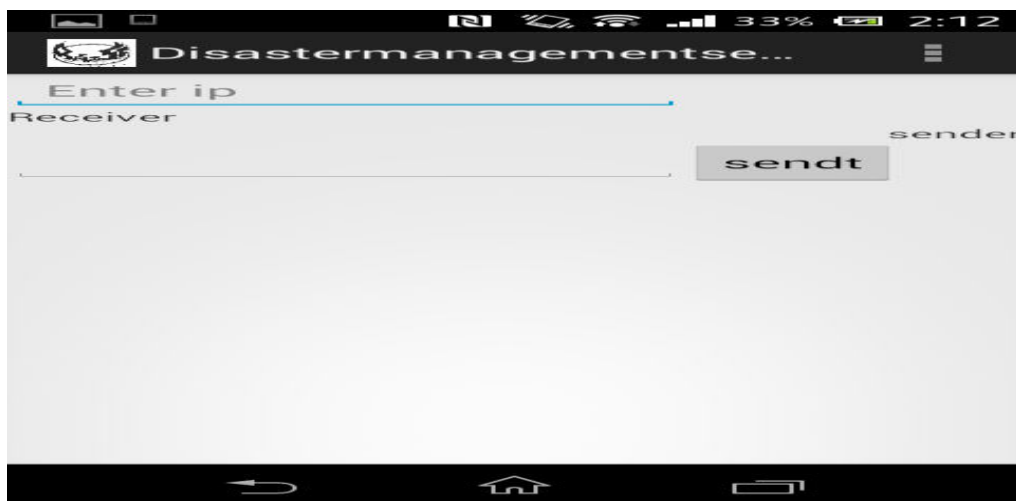 33% 2:12
Disastermanagementse...
Enter ip
Receiver
sender
sendt